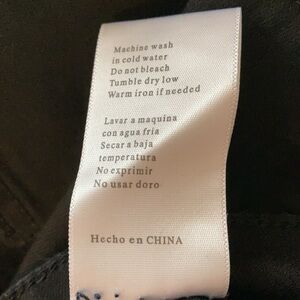 Machine wash
in cold water
Do not bleach
Tumble dry low
Warm iron if needed
Lavar a maquina
con agua fria
Secar a baja
temperatura
No exprimir
No usar doro
Hecho en CHINA